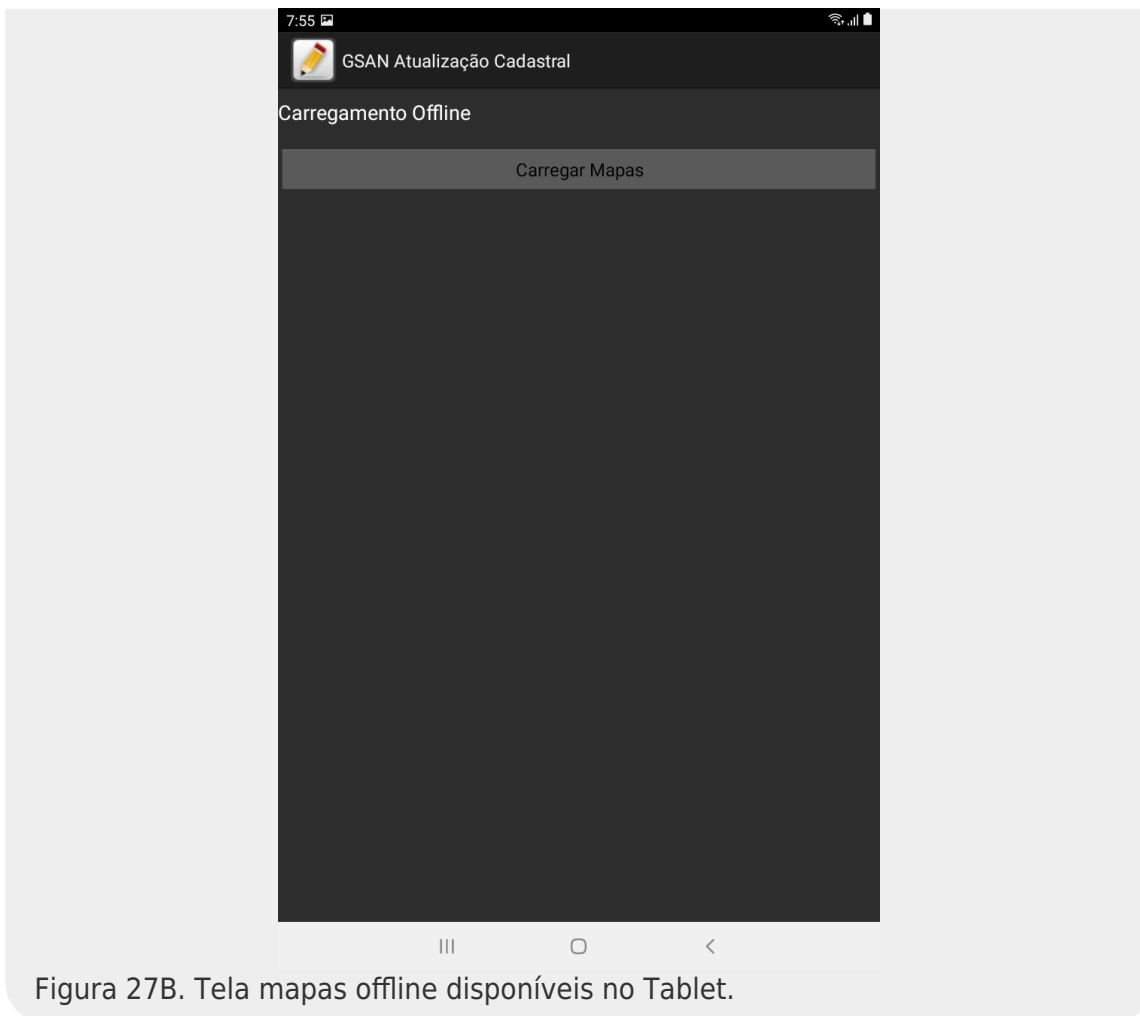 7:55
GSAN Atualização Cadastral
Carregamento Offline
Carregar Mapas
Figura 27B. Tela mapas offline disponíveis no Tablet.